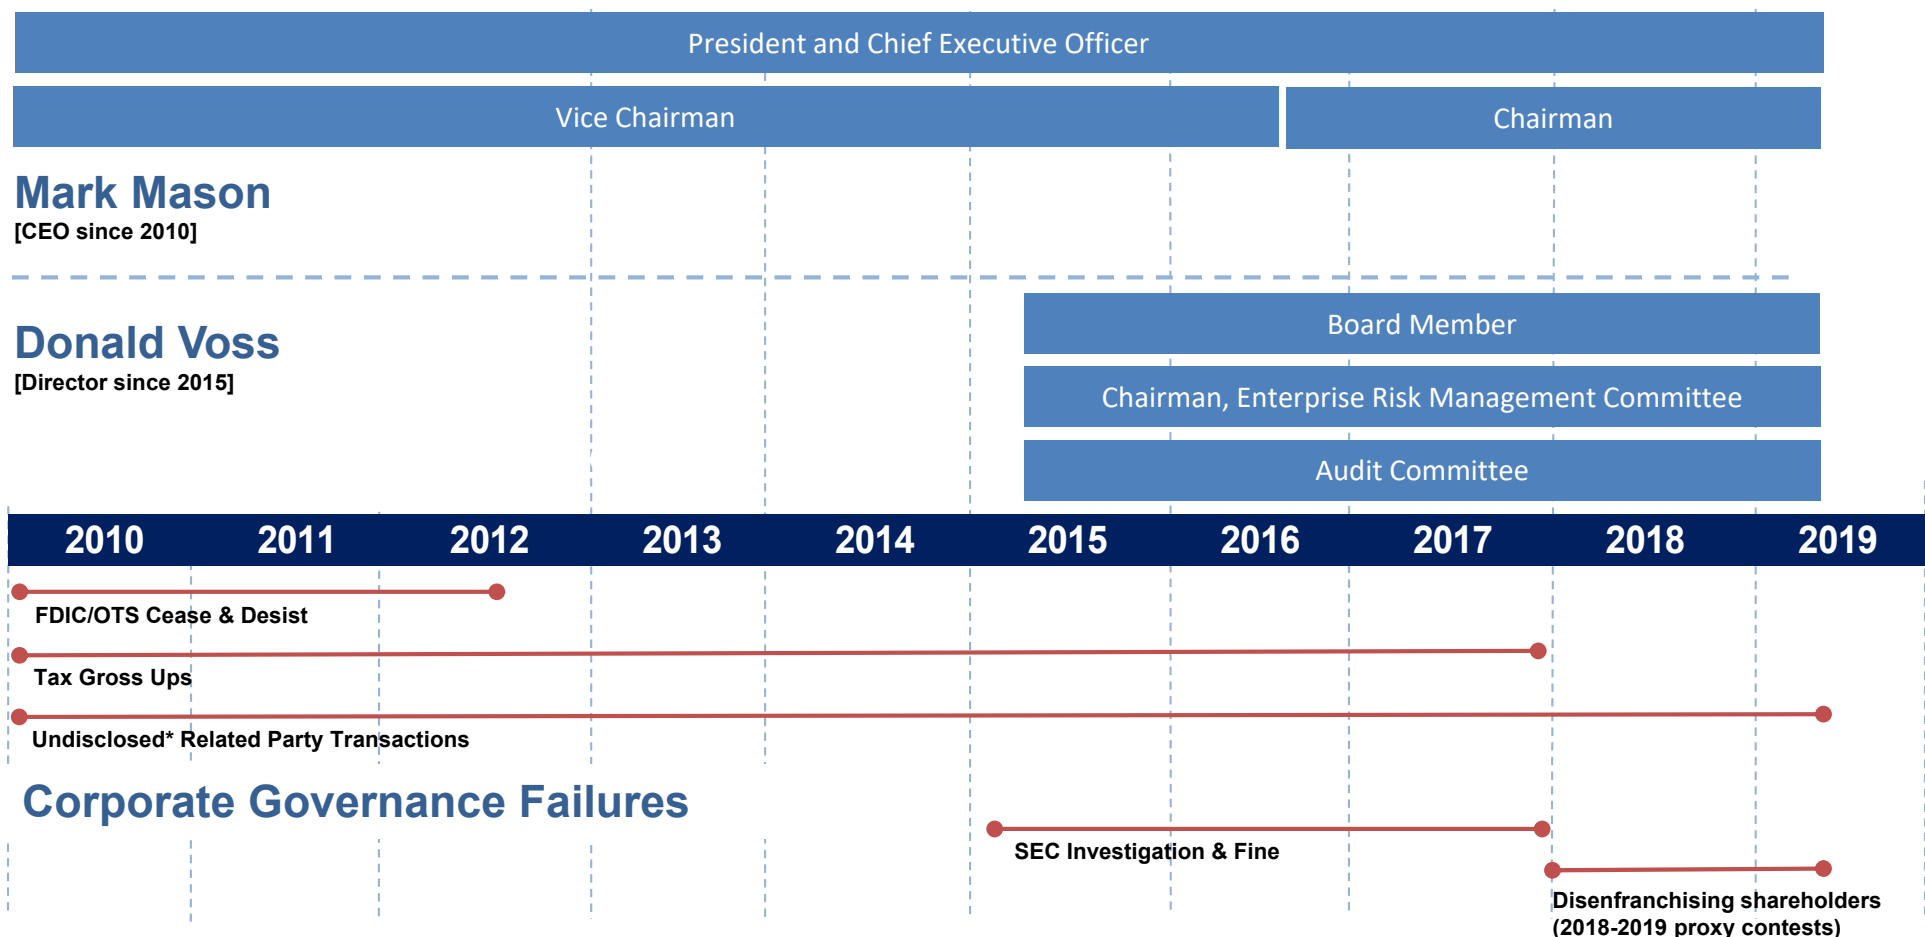 President and Chief Executive Officer
Vice Chairman
Chairman
Mark Mason
[CEO since 2010]
Board Member
Donald Voss
[Director since 2015]
Chairman, Enterprise Risk Management Committee
Audit Committee
2010 2011 2012 2013 2014 2015 2016 2017 2018 2019
FDIC/OTS Cease & Desist
Tax Gross Ups
Undisclosed* Related Party Transactions
Corporate Governance Failures
SEC Investigation & Fine
Disenfranchising shareholders
(2018-2019 proxy contests)